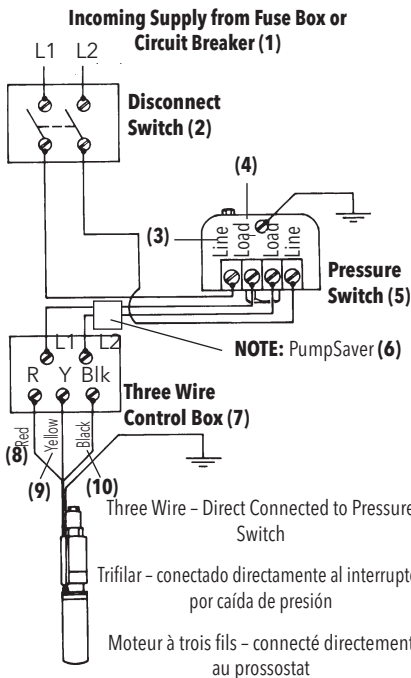 Incoming Supply from Fuse Box or
Circuit Breaker (1)
L1 L2
Disconnect
Switch (2)
(4)
(3)
Line Load Load Line
Pressure
Switch (5)
NOTE: PumpSaver (6)
L1 L2
R Y Blk
Three Wire
Control Box (7)
Red Yellow Black
(8)
(9) (10)
Three Wire – Direct Connected to Pressure
Switch
Trifilar – conectado directamente al interrupto
por caída de presión
Moteur à trois fils – connecté directement
au prossostat